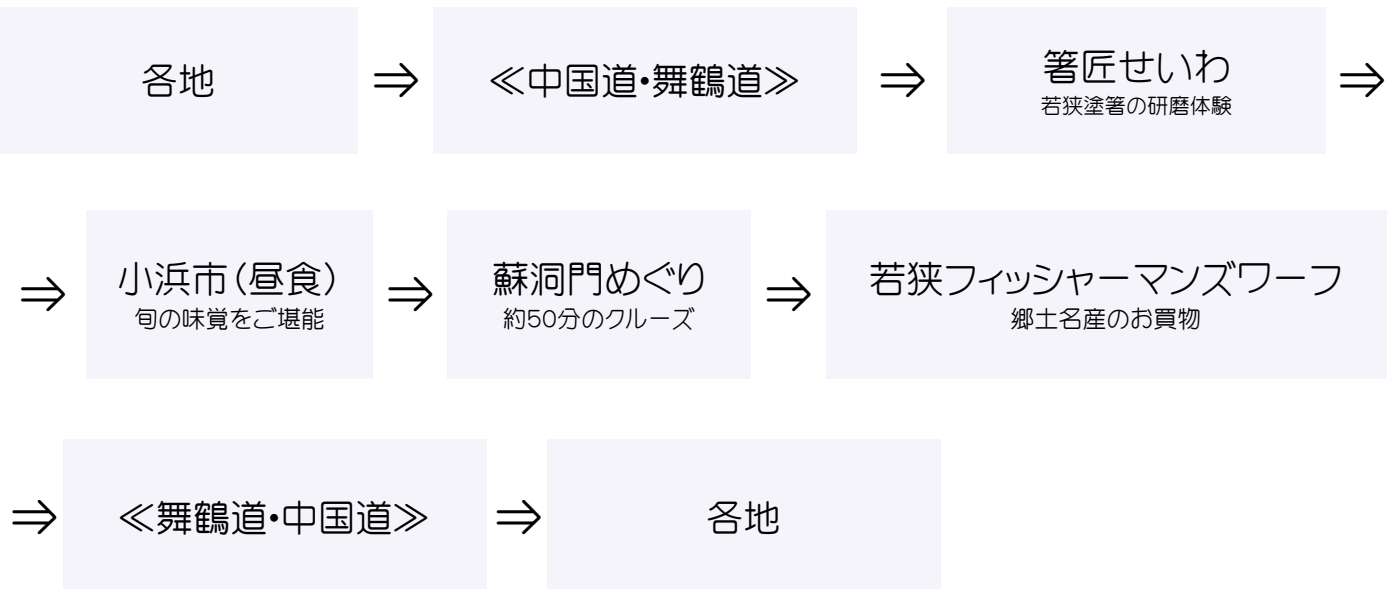 各地 ⇒ ≪中国道・舞鶴道≫ ⇒ 箸匠せいわ ⇒
若狭塗箸の研磨体験
⇒ 小浜市(昼食) ⇒ 蘇洞門めぐり ⇒ 若狭フィッシャーマンズワーフ
旬の味覚をご堪能 約50分のクルーズ 郷土名産のお買物
⇒ ≪舞鶴道・中国道≫ ⇒ 各地